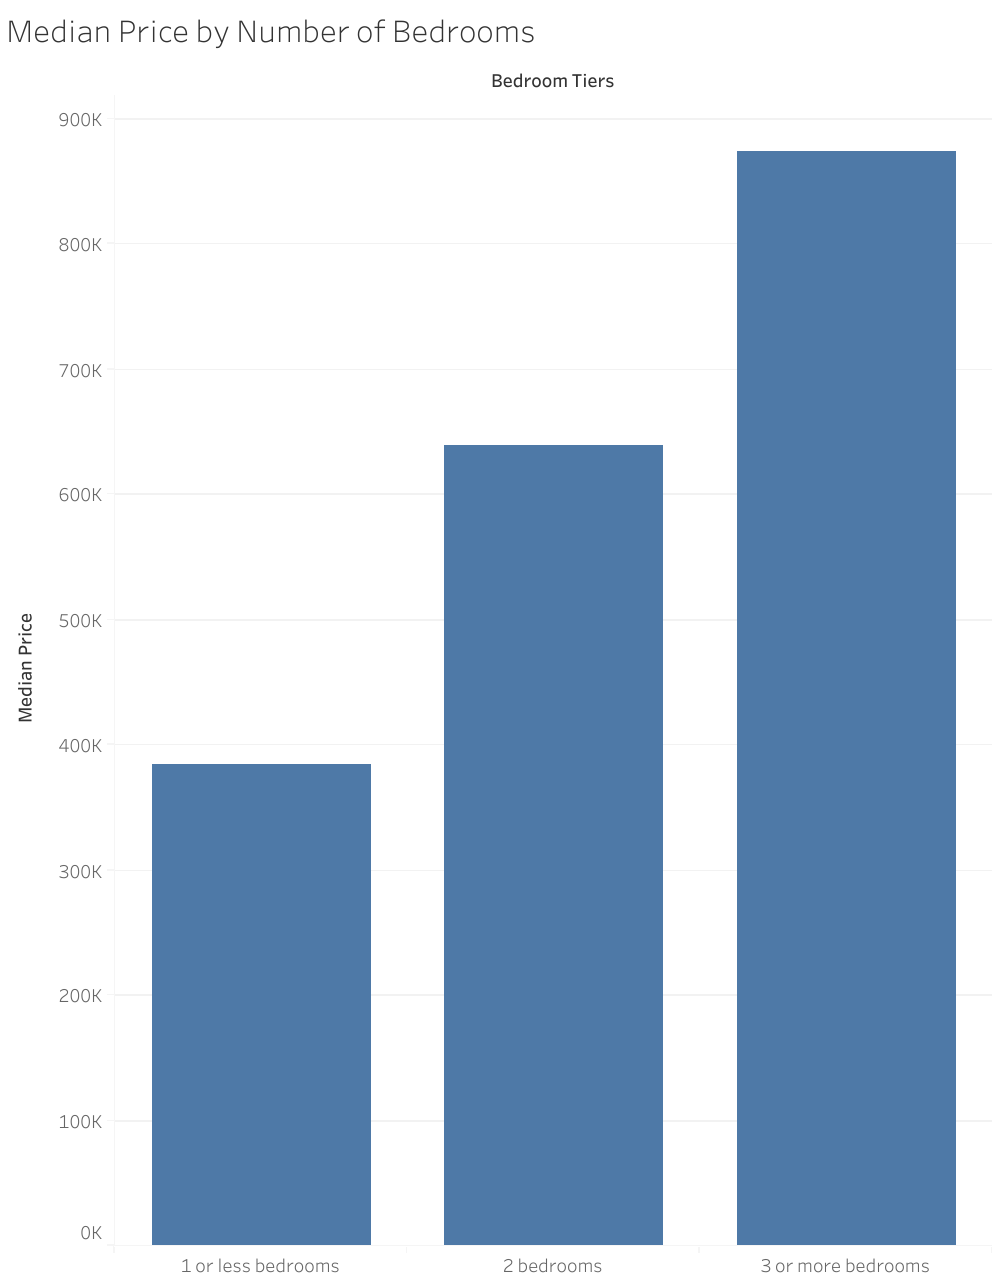 Median Price by Number of Bedrooms
Bedroom Tiers
900K
800K
700K
600K
500K
400K
300K
200K
100K
0K
Median Price
1 or less bedrooms
2 bedrooms
3 or more bedrooms